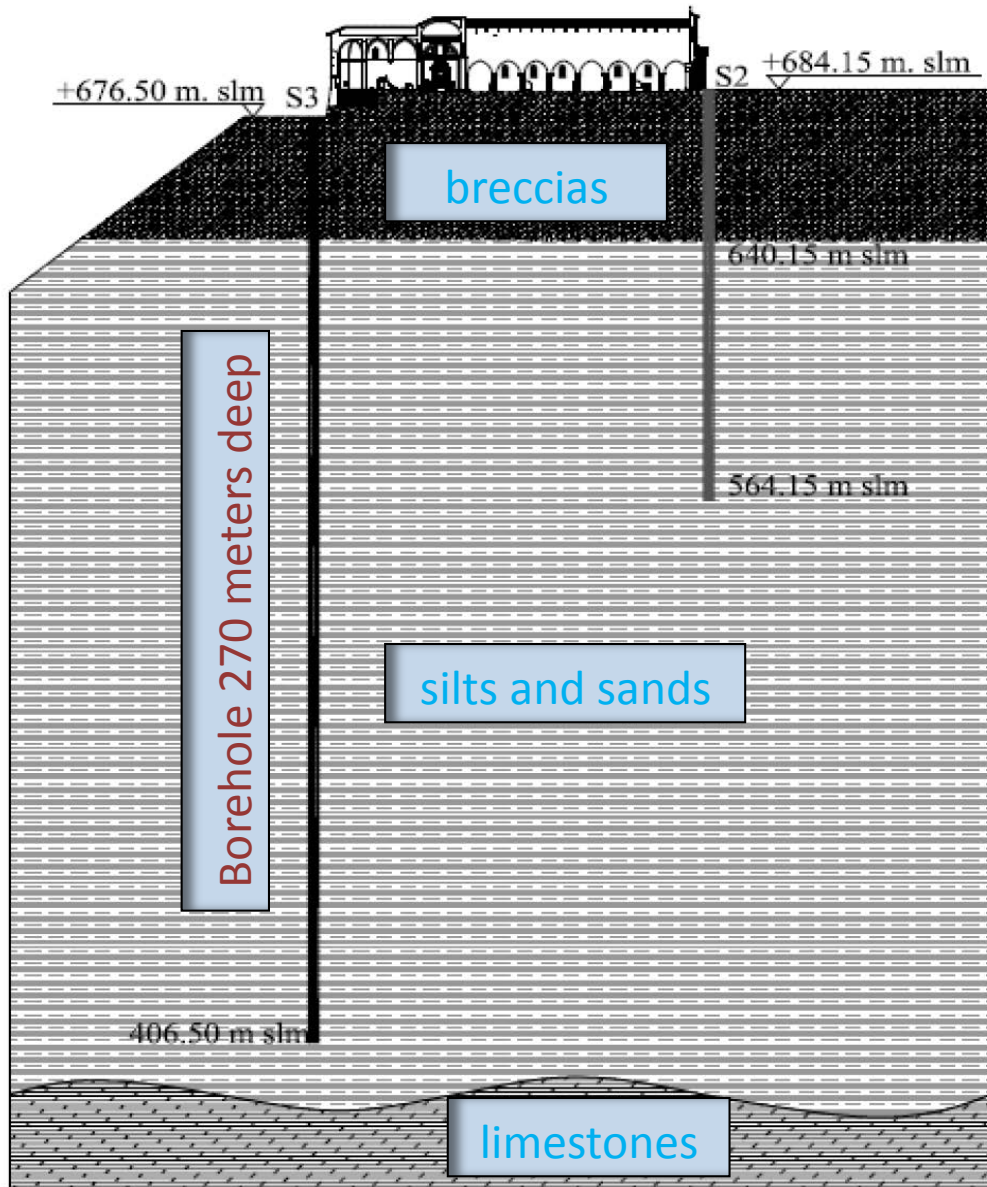 +676.50 m. slm
S3
S2
+684.15 m. slm
breccias
640.15 m slm
Borehole 270 meters deep
564.15 m slm
silts and sands
406.50 m slm
limestones